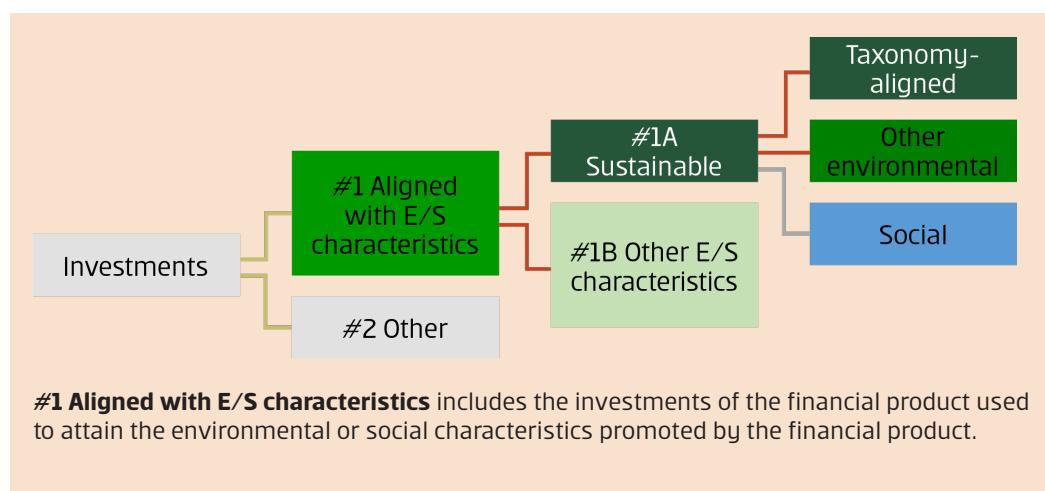 Taxonomy-
aligned
#1A
Sustainable
Other
environmental
#1 Aligned
with E/S
characteristics
Social
#1B Other E/S
characteristics
Investments
#2 Other
#1 Aligned with E/S characteristics includes the investments of the financial product used
to attain the environmental or social characteristics promoted by the financial product.